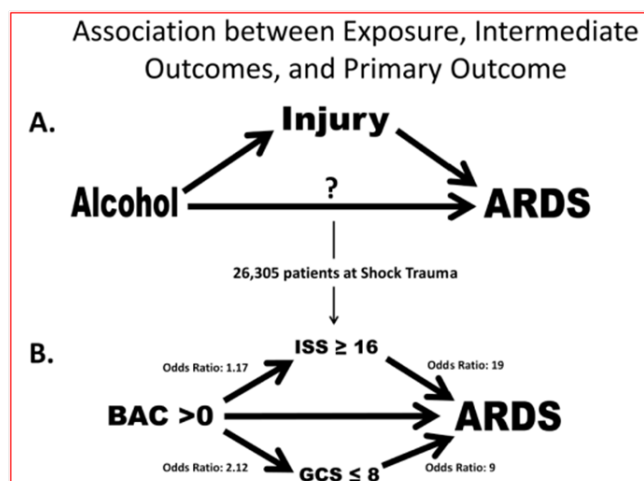 Association between Exposure, Intermediate
Outcomes, and Primary Outcome
A.
Injury
?
Alcohol
ARDS
26,305 patients at Shock Trauma
B.
ISS ≥ 16
Odds Ratio: 1.17
Odds Ratio: 19
BAC >0
ARDS
Odds Ratio: 2.12
GCS ≤ 8
Odds Ratio: 9